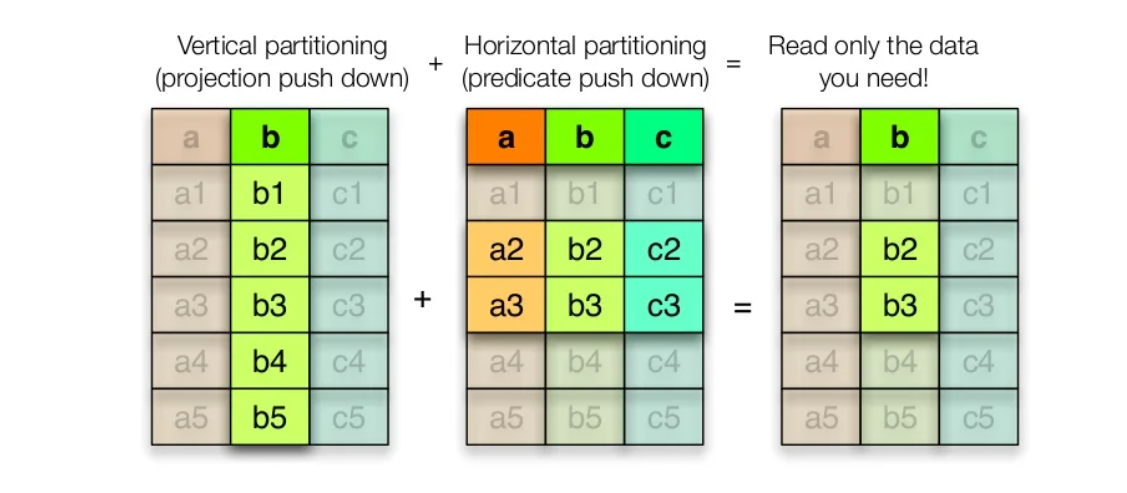 Vertical partitioning
(projection push down)
+
Horizontal partitioning
(predicate push down)
=
Read only the data
you need!
a b c
a1 b1 c1
a2 b2 c2
a3 b3 c3
a4 b4 c4
a5 b5 c5
+
a b c
a1 b1 c1
a2 b2 c2
a3 b3 c3
a4 b4 c4
a5 b5 c5
=
a b c
a1 b1 c1
a2 b2 c2
a3 b3 c3
a4 b4 c4
a5 b5 c5